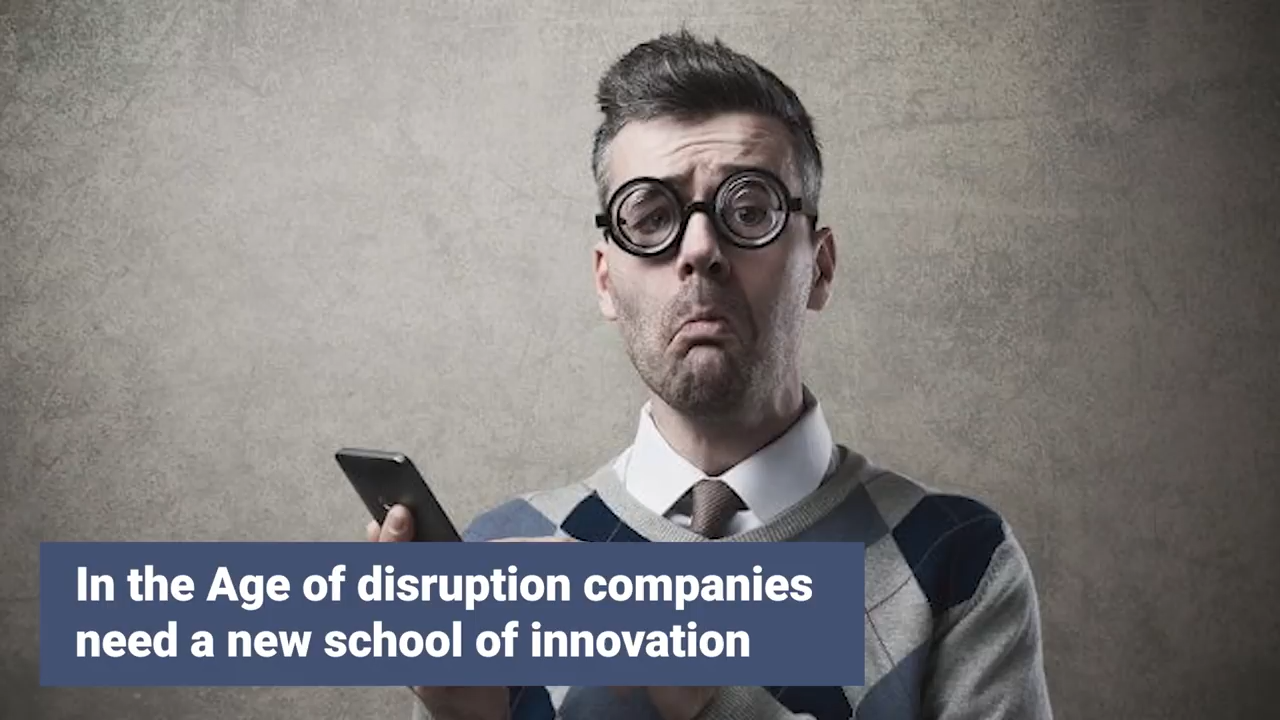 In the Age of disruption companies
need a new school of innovation